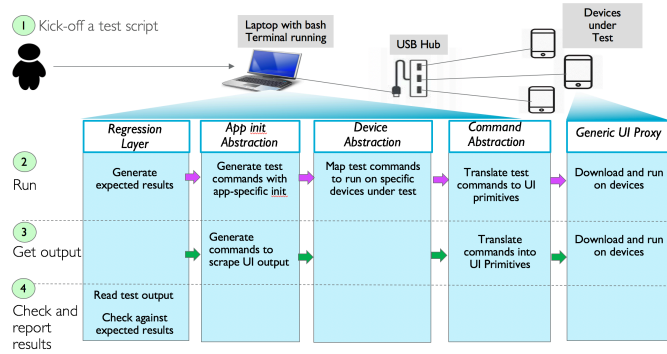 1 Kick-off a test script
Laptop with bash
Terminal running
USB Hub
Devices
under
Test
Regression
Layer
App init
Abstraction
Device
Abstraction
Command
Abstraction
Generic UI Proxy
2
Run
Generate
expected results
Generate test
commands with
app-specific init
Map test commands
to run on specific
devices under test
Translate test
commands to UI
primitives
Download and run
on devices
3
Get output
Generate
commands to
scrape UI output
Translate
commands into
UI Primitives
Download and run
on devices
4
Check and
report
results
Read test output
Check against
expected results